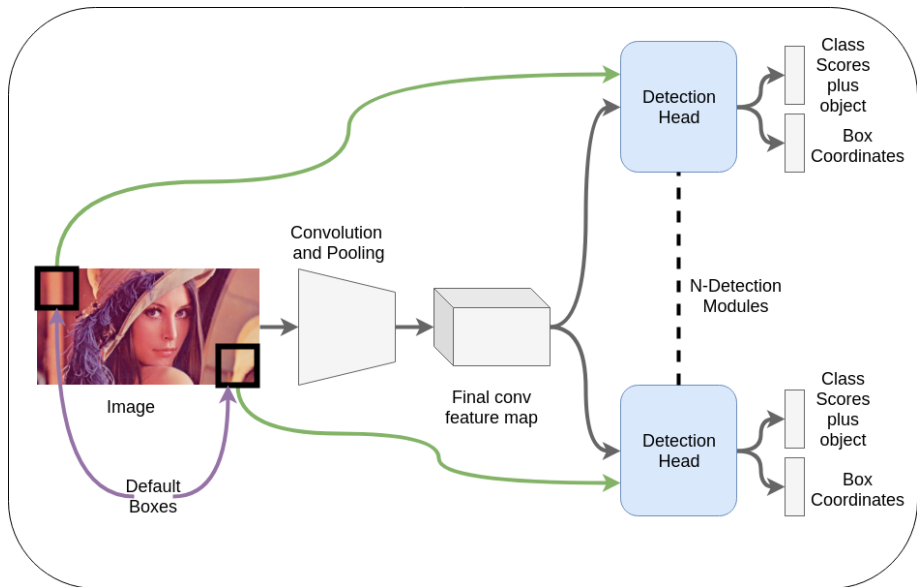 Class
Scores
plus
object
Detection
Head
Box
Coordinates
Convolution
and Pooling
N-Detection
Modules
Image
Final conv
feature map
Class
Scores
plus
object
Detection
Head
Default
Boxes
Box
Coordinates